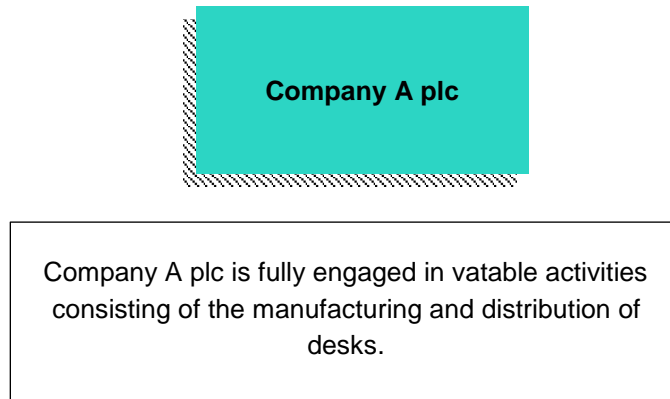 Company A plc
Company A plc is fully engaged in vatable activities
consisting of the manufacturing and distribution of
desks.